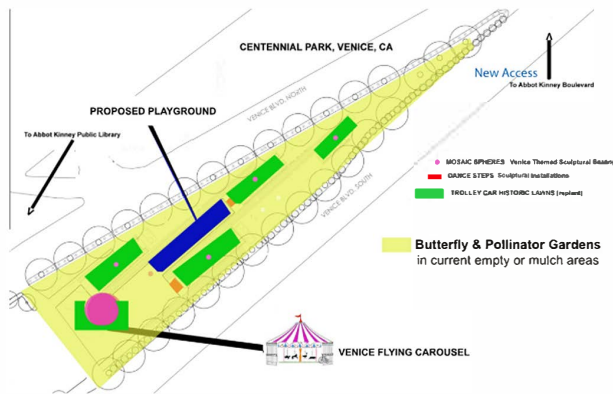 CENTENNIAL PARK, VENICE, CA
New Access
To Abbot Kinney Boulevard
PROPOSED PLAYGROUND
VENICE BLVD. NORTH
To Abbot Kinney Public Library
MOSAIC SPHERES Venice Themed Sculptural Seating
DANCE STEPS Sculptural Installations
TROLLEY CAR HISTORIC LAWNS (replant)
VENICE BLVD. SOUTH
Butterfly & Pollinator Gardens
in current empty or mulch areas
VENICE FLYING CAROUSEL